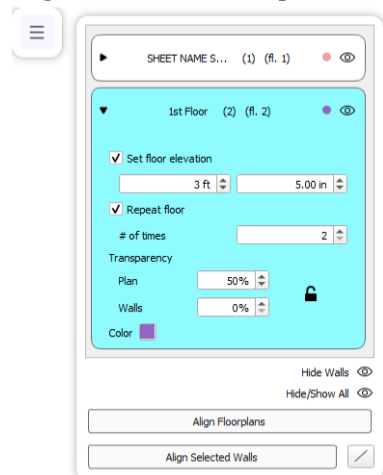 SHEET NAME S... (1) (fl. 1)
1st Floor (2) (fl. 2)
Set floor elevation
3 ft 5.00 in
Repeat floor
# of times 2
Transparency
Plan 50%
Walls 0%
Color
Hide Walls
Hide/Show All
Align Floorplans
Align Selected Walls